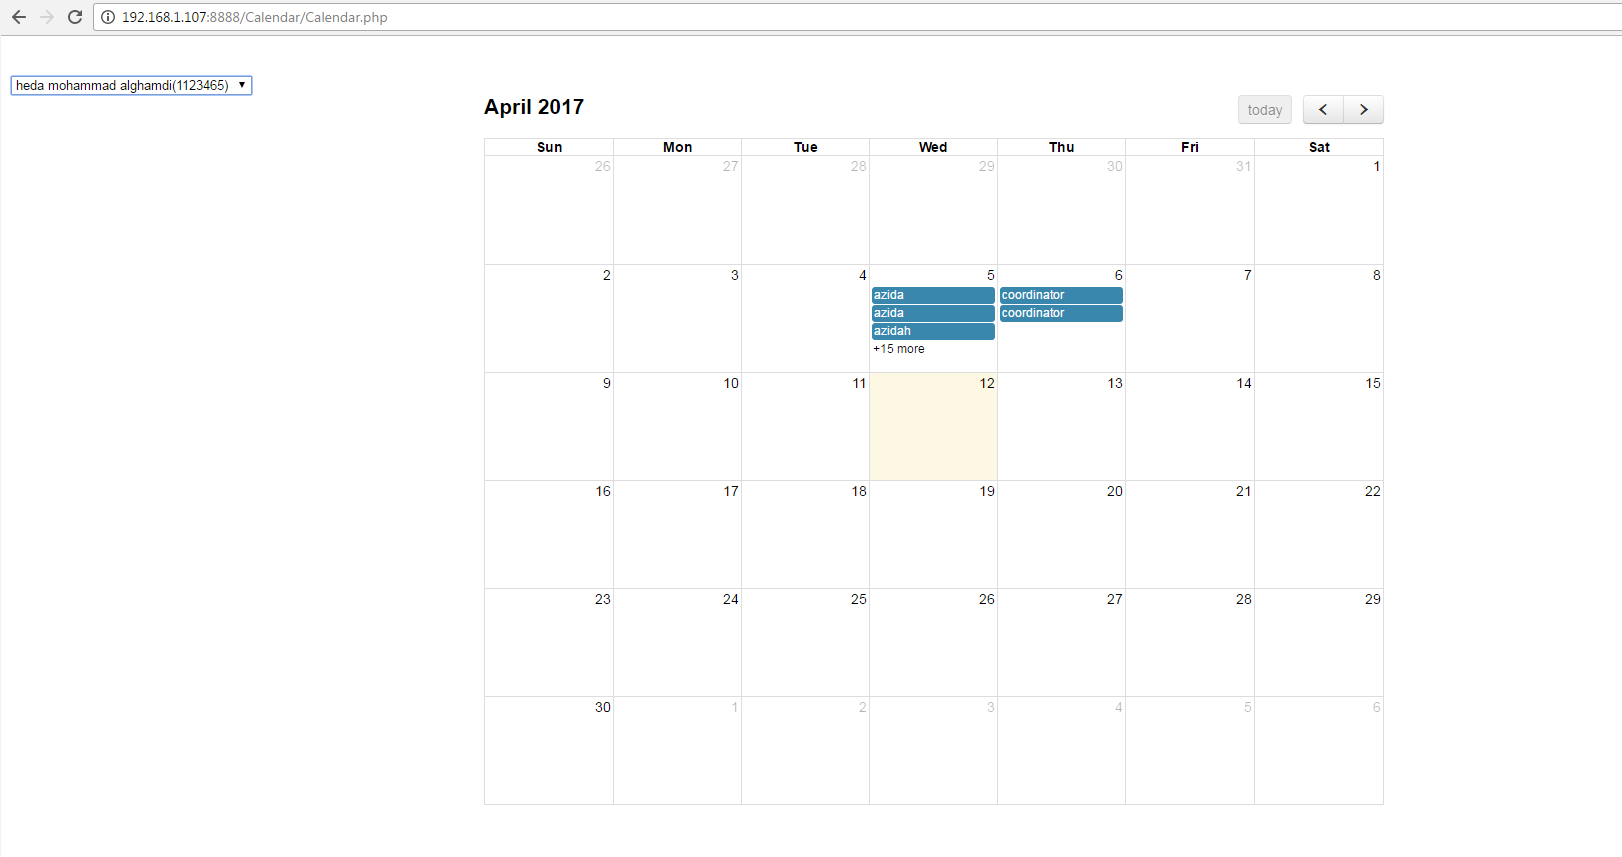 192.168.1.107:8888/Calendar/Calendar.php
heda mohammad alghamdi(1123465)
April 2017
today
Sun Mon Tue Wed Thu Fri Sat
26 27 28 29 30 31 1
2 3 4 5 6 7 8
azida coordinator
azida coordinator
azidah
+15 more
9 10 11 12 13 14 15
16 17 18 19 20 21 22
23 24 25 26 27 28 29
30 1 2 3 4 5 6